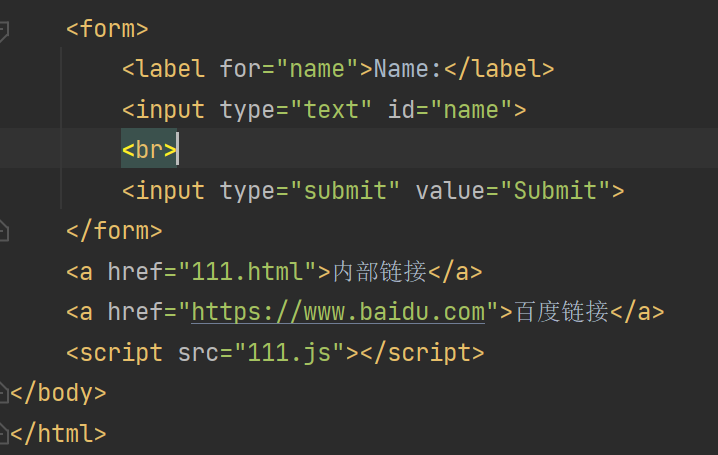 <form>
<label for="name">Name:</label>
<input type="text" id="name">
<br>
<input type="submit" value="Submit">
</form>
<a href="111.html">内部链接</a>
<a href="https://www.baidu.com">百度链接</a>
<script src="111.js"></script>
</body>
</html>